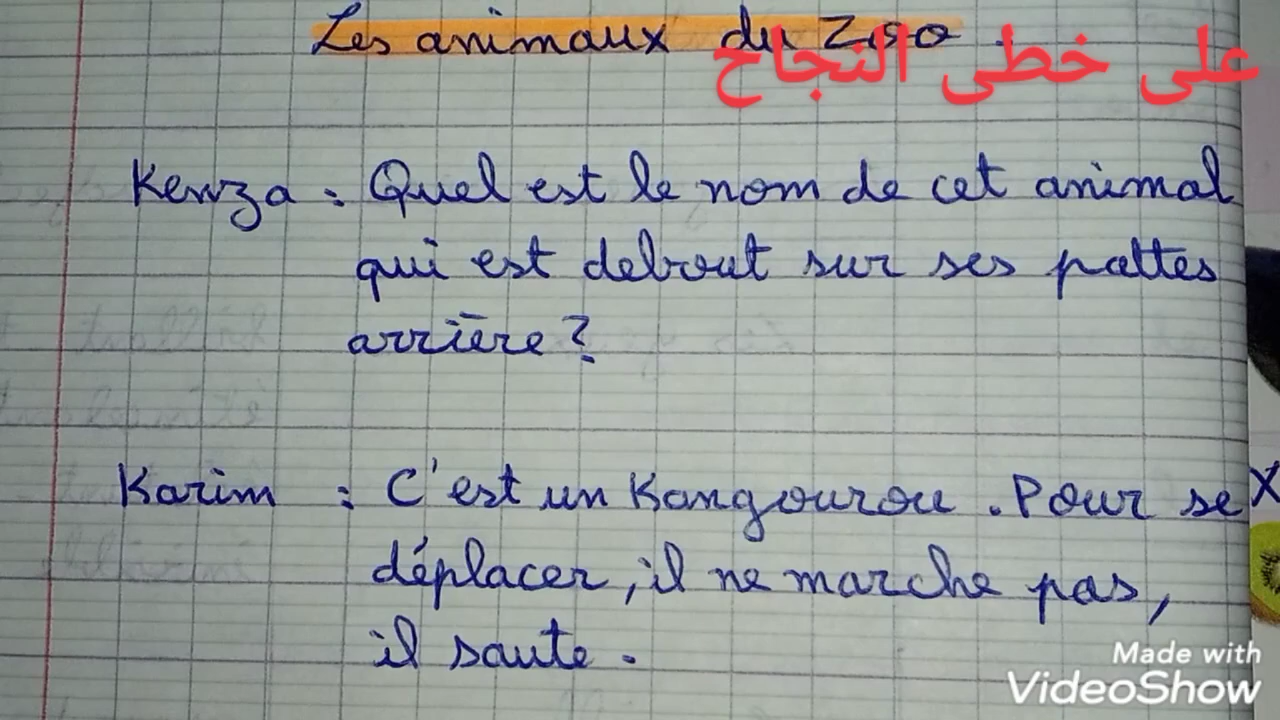 Les animaux du Zoo.
على خطى النجاح
Kenza : Quel est le nom de cet animal
qui est debout sur ses pattes
arrière ?
Karim : C'est un Kangourou. Pour se
déplacer, il ne marche pas,
il saute.
X
Made with
VideoShow